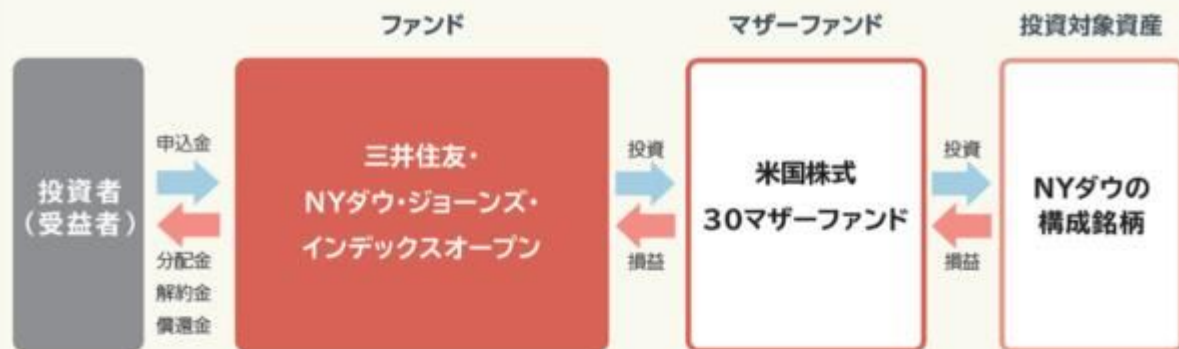 ファンド
マザーファンド
投資対象資産
投資者
（受益者）
申込金
分配金
解約金
償還金
三井住友・
NYダウ・ジョーンズ・
インデックスオープン
投資
損益
米国株式
30マザーファンド
投資
損益
NYダウの
構成銘柄